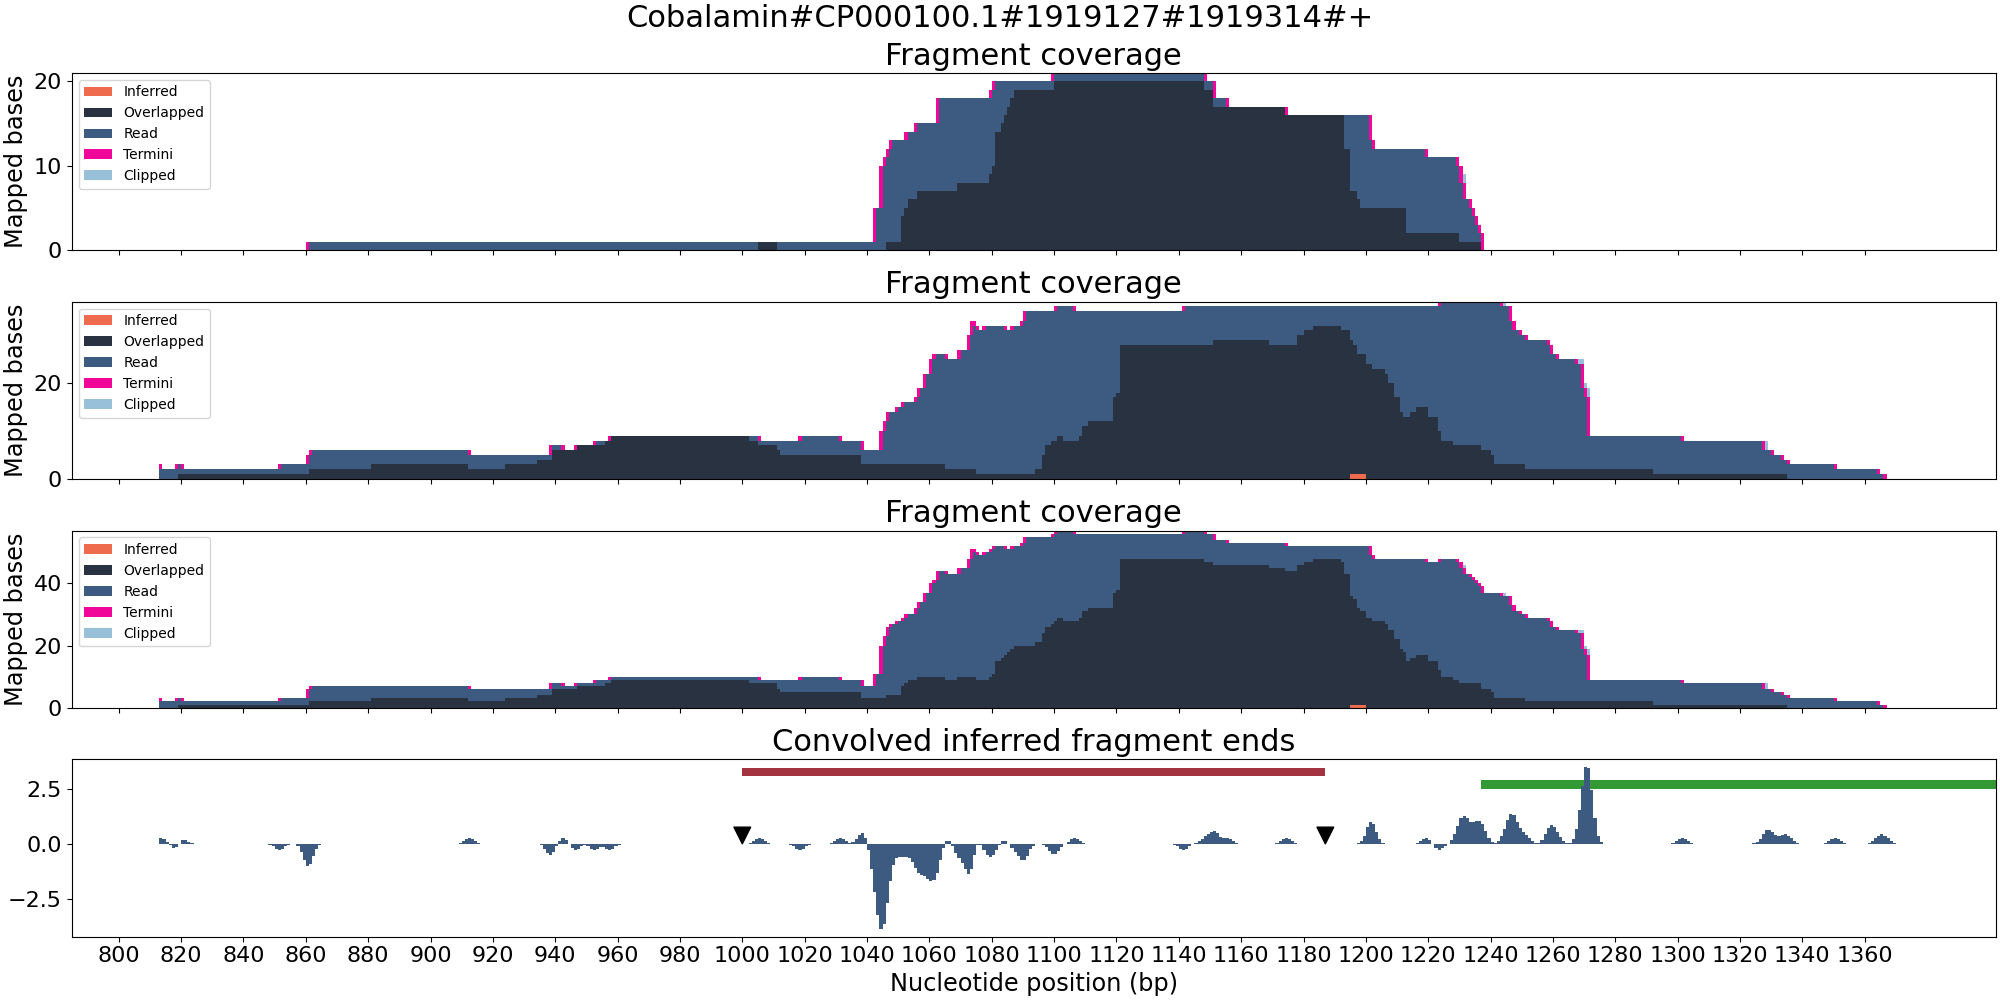 Cobalamin#CP000100.1#1919127#1919314#+
Fragment coverage
Mapped bases
20
10
0
Inferred
Overlapped
Read
Termini
Clipped
Fragment coverage
Mapped bases
20
0
Inferred
Overlapped
Read
Termini
Clipped
Fragment coverage
Mapped bases
40
20
0
Inferred
Overlapped
Read
Termini
Clipped
Convolved inferred fragment ends
2.5
0.0
−2.5
800 820 840 860 880 900 920 940 960 980 1000 1020 1040 1060 1080 1100 1120 1140 1160 1180 1200 1220 1240 1260 1280 1300 1320 1340 1360
Nucleotide position (bp)